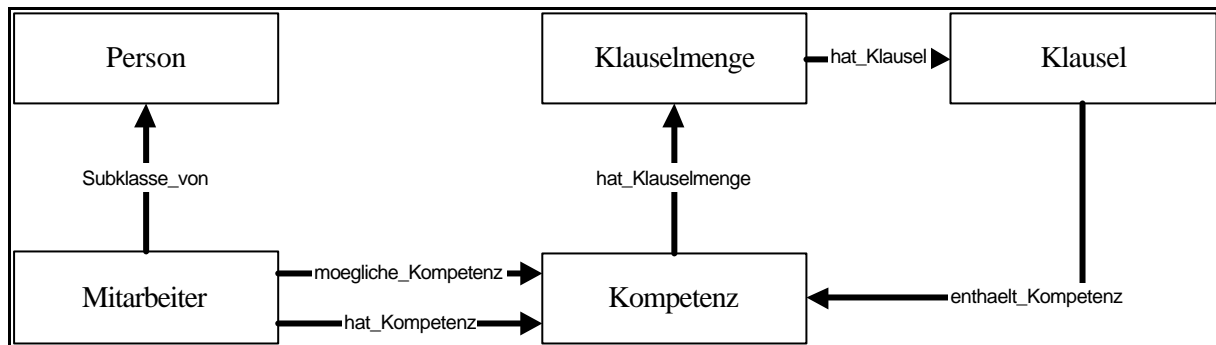 Person
Klauselmenge
hat_Klausel
Klausel
Subklasse_von
hat_Klauselmenge
Mitarbeiter
moegliche_Kompetenz
hat_Kompetenz
Kompetenz
enthaelt_Kompetenz